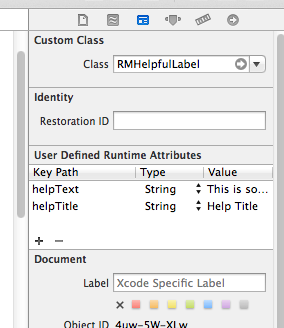 Custom Class
Class RMHelpfulLabel
Identity
Restoration ID
User Defined Runtime Attributes
Key Path Type Value
helpText String This is so...
helpTitle String Help Title
+ −
Document
Label Xcode Specific Label
Object ID 4uw-5W-XLw